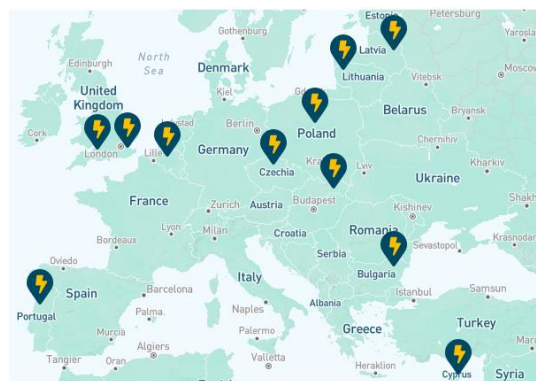 Estonia
Petersburg
Gothenburg
Yaroslav
North
Sea
Latvia
Edinburgh
Denmark
Moscow
Lithuania
Vitebsk
United
Kingdom
Kiel
Belarus
Bryansk
Cork
Berlin
Poland
London
Lille
Germany
Chernihiv
Czechia
Lviv
Kharkiv
Ukraine
France
Zurich
Austria
Budapest
Kishinev
Lyon
Milan
Croatia
Romania
Bordeaux
Serbia
Sevastopol
Krasnodar
Oviedo
Bulgaria
Italy
Spain
Barcelona
Istanbul
Samsun
Naples
Albania
Portugal
Palma.
Greece
Turkey
Murcia
Palermo
Tangier
Oran
Algiers
Valletta
Heraklion
Cyprus
Syria